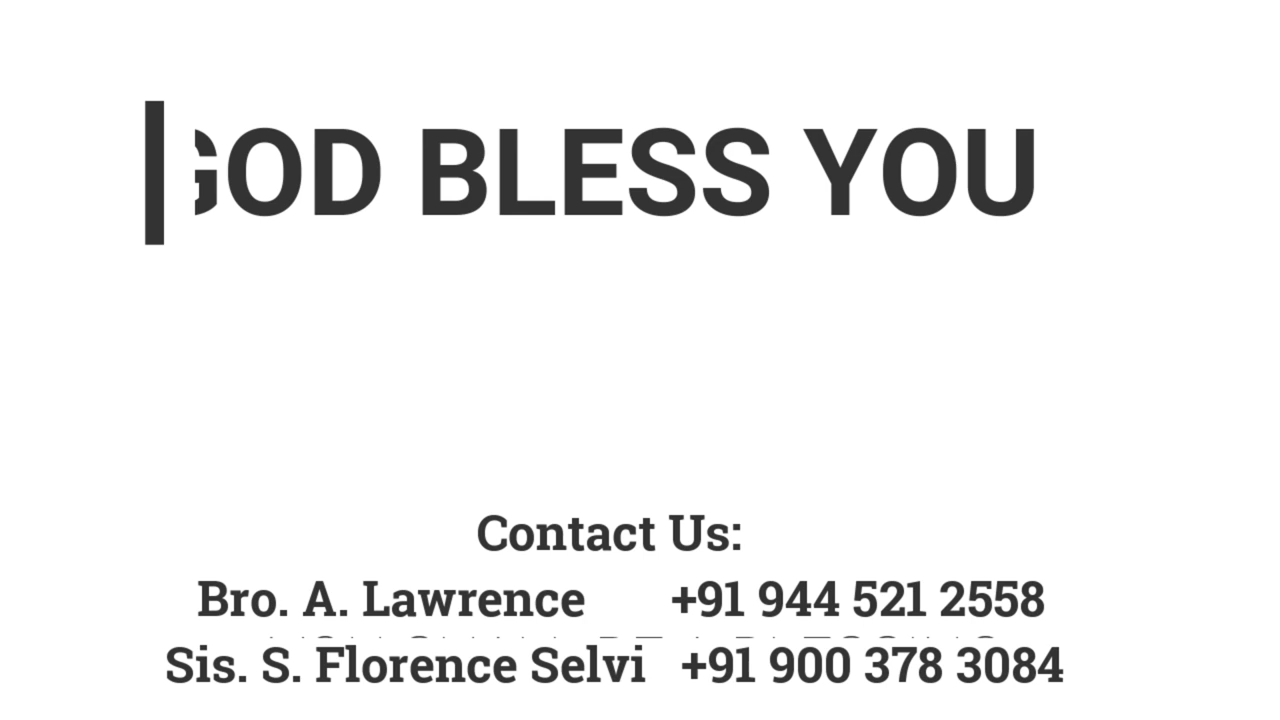 GOD BLESS YOU
Contact Us:
Bro. A. Lawrence +91 944 521 2558
Sis. S. Florence Selvi +91 900 378 3084